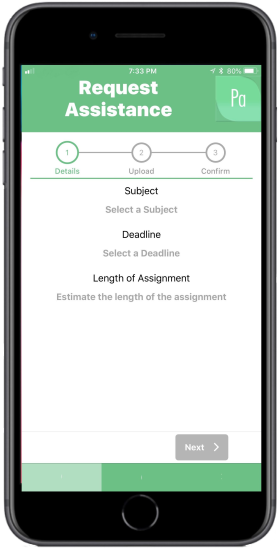 7:33 PM
80%
Request
Assistance
Pa
1
2
3
Details
Upload
Confirm
Subject
Select a Subject
Deadline
Select a Deadline
Length of Assignment
Estimate the length of the assignment
Next